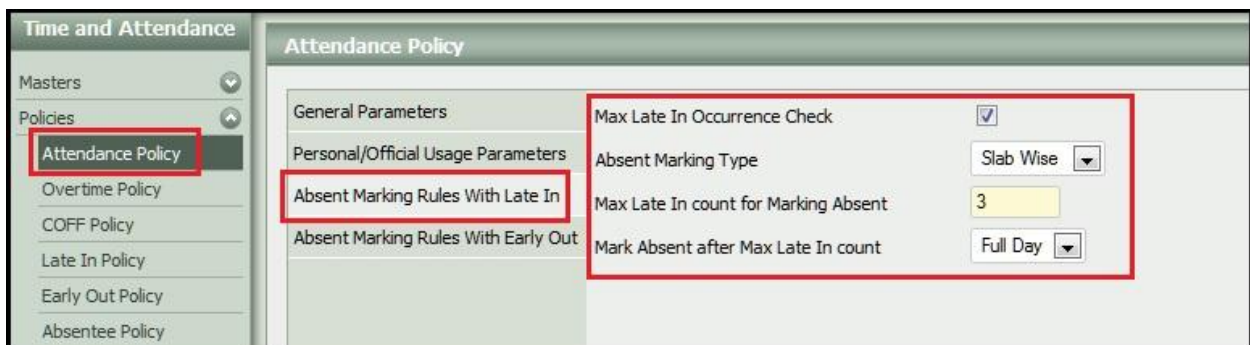 Time and Attendance
Masters
Policies
Attendance Policy
Overtime Policy
COFF Policy
Late In Policy
Early Out Policy
Absentee Policy
Attendance Policy
General Parameters
Personal/Official Usage Parameters
Absent Marking Rules With Late In
Absent Marking Rules With Early Out
Max Late In Occurrence Check
Absent Marking Type Slab Wise
Max Late In count for Marking Absent 3
Mark Absent after Max Late In count Full Day